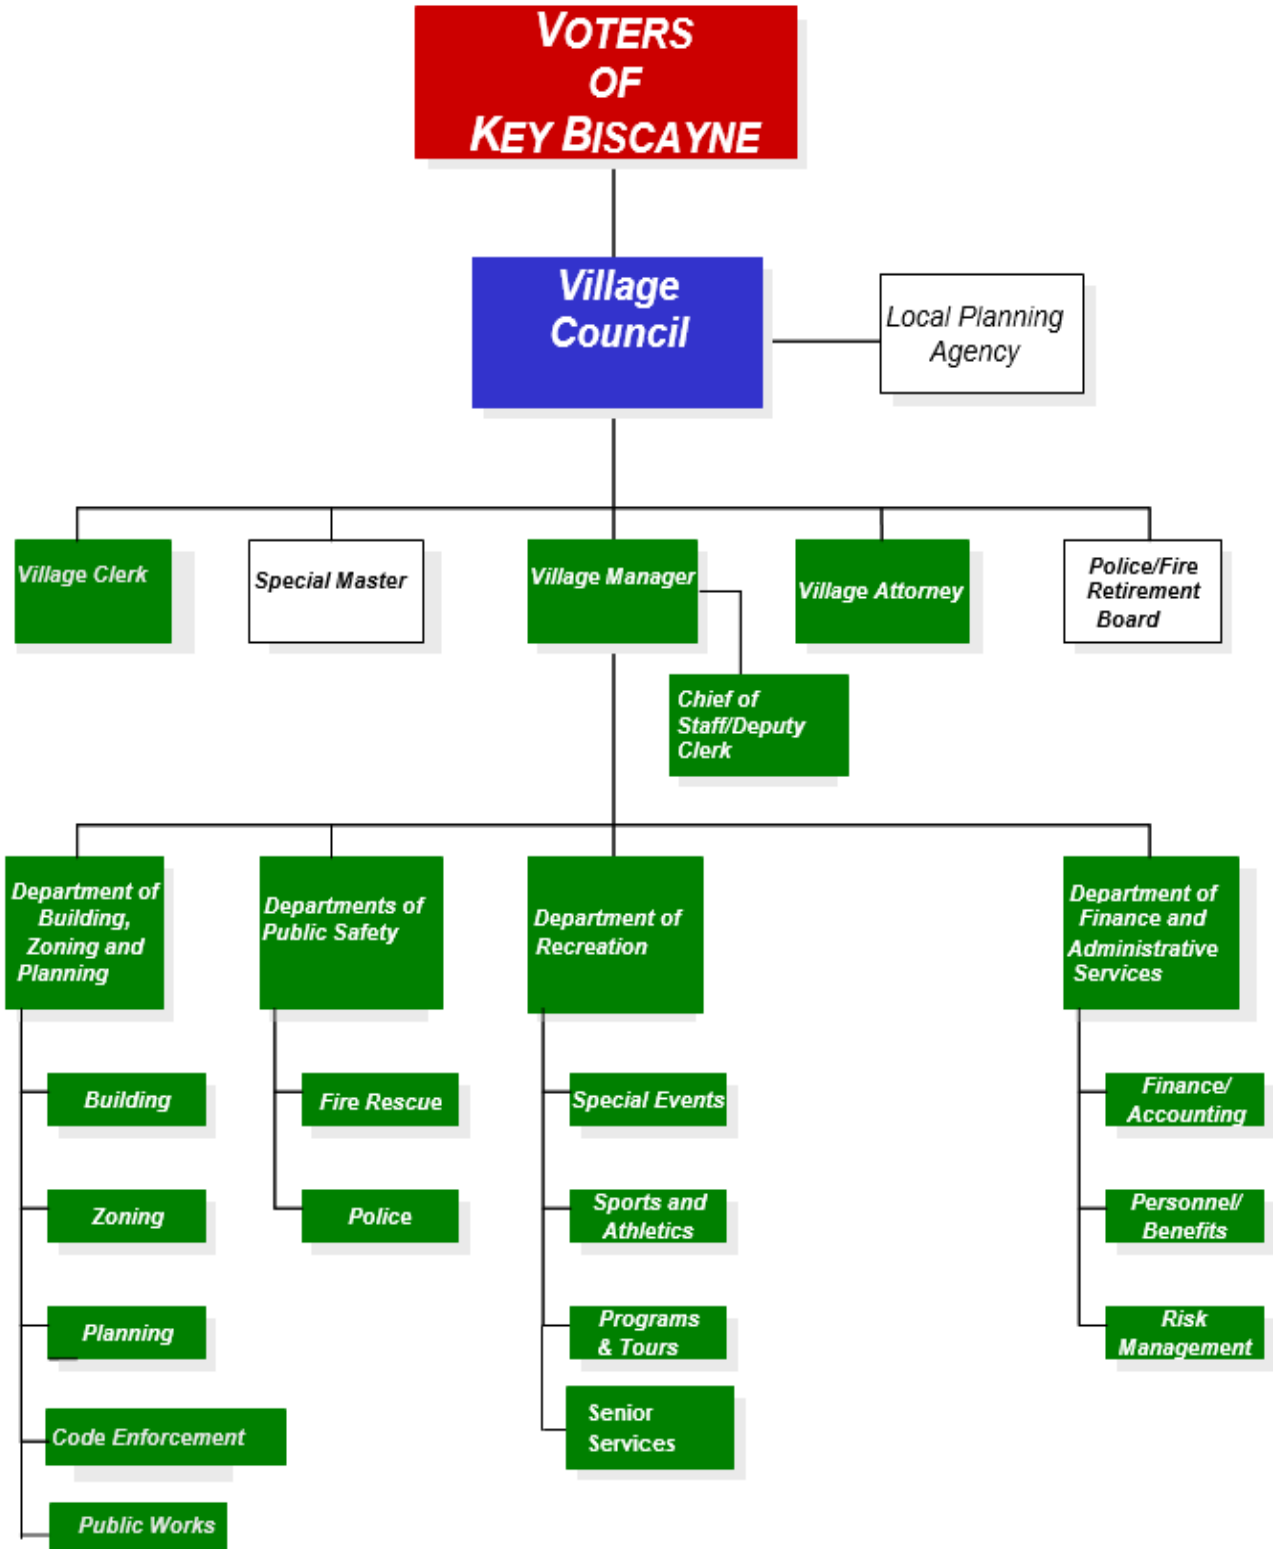 VOTERS
OF
KEY BISCAYNE
Village
Council
Local Planning
Agency
Village Clerk
Special Master
Village Manager
Village Attorney
Police/Fire
Retirement
Board
Chief of
Staff/Deputy
Clerk
Department of
Building,
Zoning and
Planning
Departments of
Public Safety
Department of
Recreation
Department of
Finance and
Administrative
Services
Building
Fire Rescue
Special Events
Finance/
Accounting
Zoning
Police
Sports and
Athletics
Personnel/
Benefits
Planning
Programs
& Tours
Risk
Management
Code Enforcement
Senior
Services
Public Works